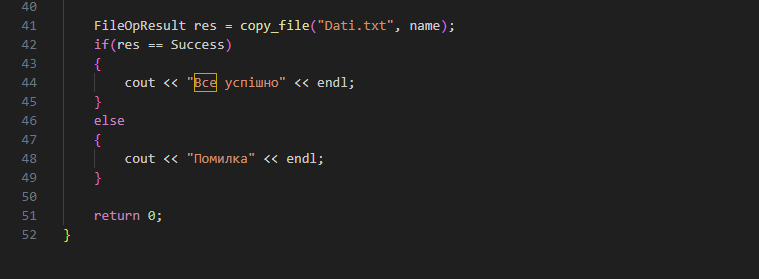 40
41 FileOpResult res = copy_file("Dati.txt", name);
42 if(res == Success)
43 {
44 cout << "Все успішно" << endl;
45 }
46 else
47 {
48 cout << "Помилка" << endl;
49 }
50
51 return 0;
52 }